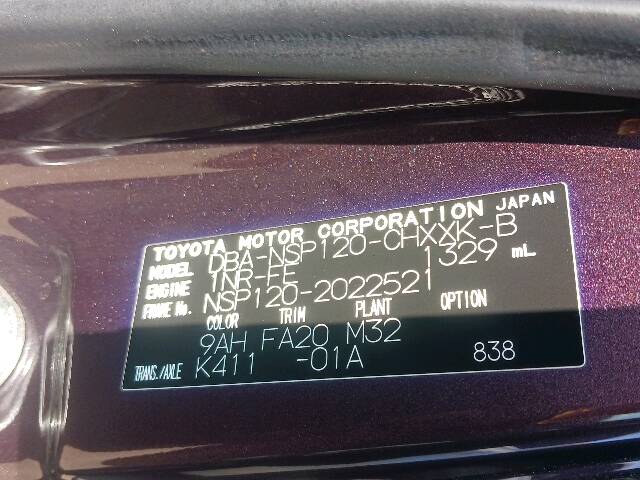 TOYOTA MOTOR CORPORATION JAPAN
MODEL DBA-NSP120-CHXXK-B
ENGINE 1NR-FE 1329 mL
FRAME No. NSP120-2022521
COLOR TRIM PLANT OPTION
9AH FA20 M32
TRANS./AXLE K411 -01A 838